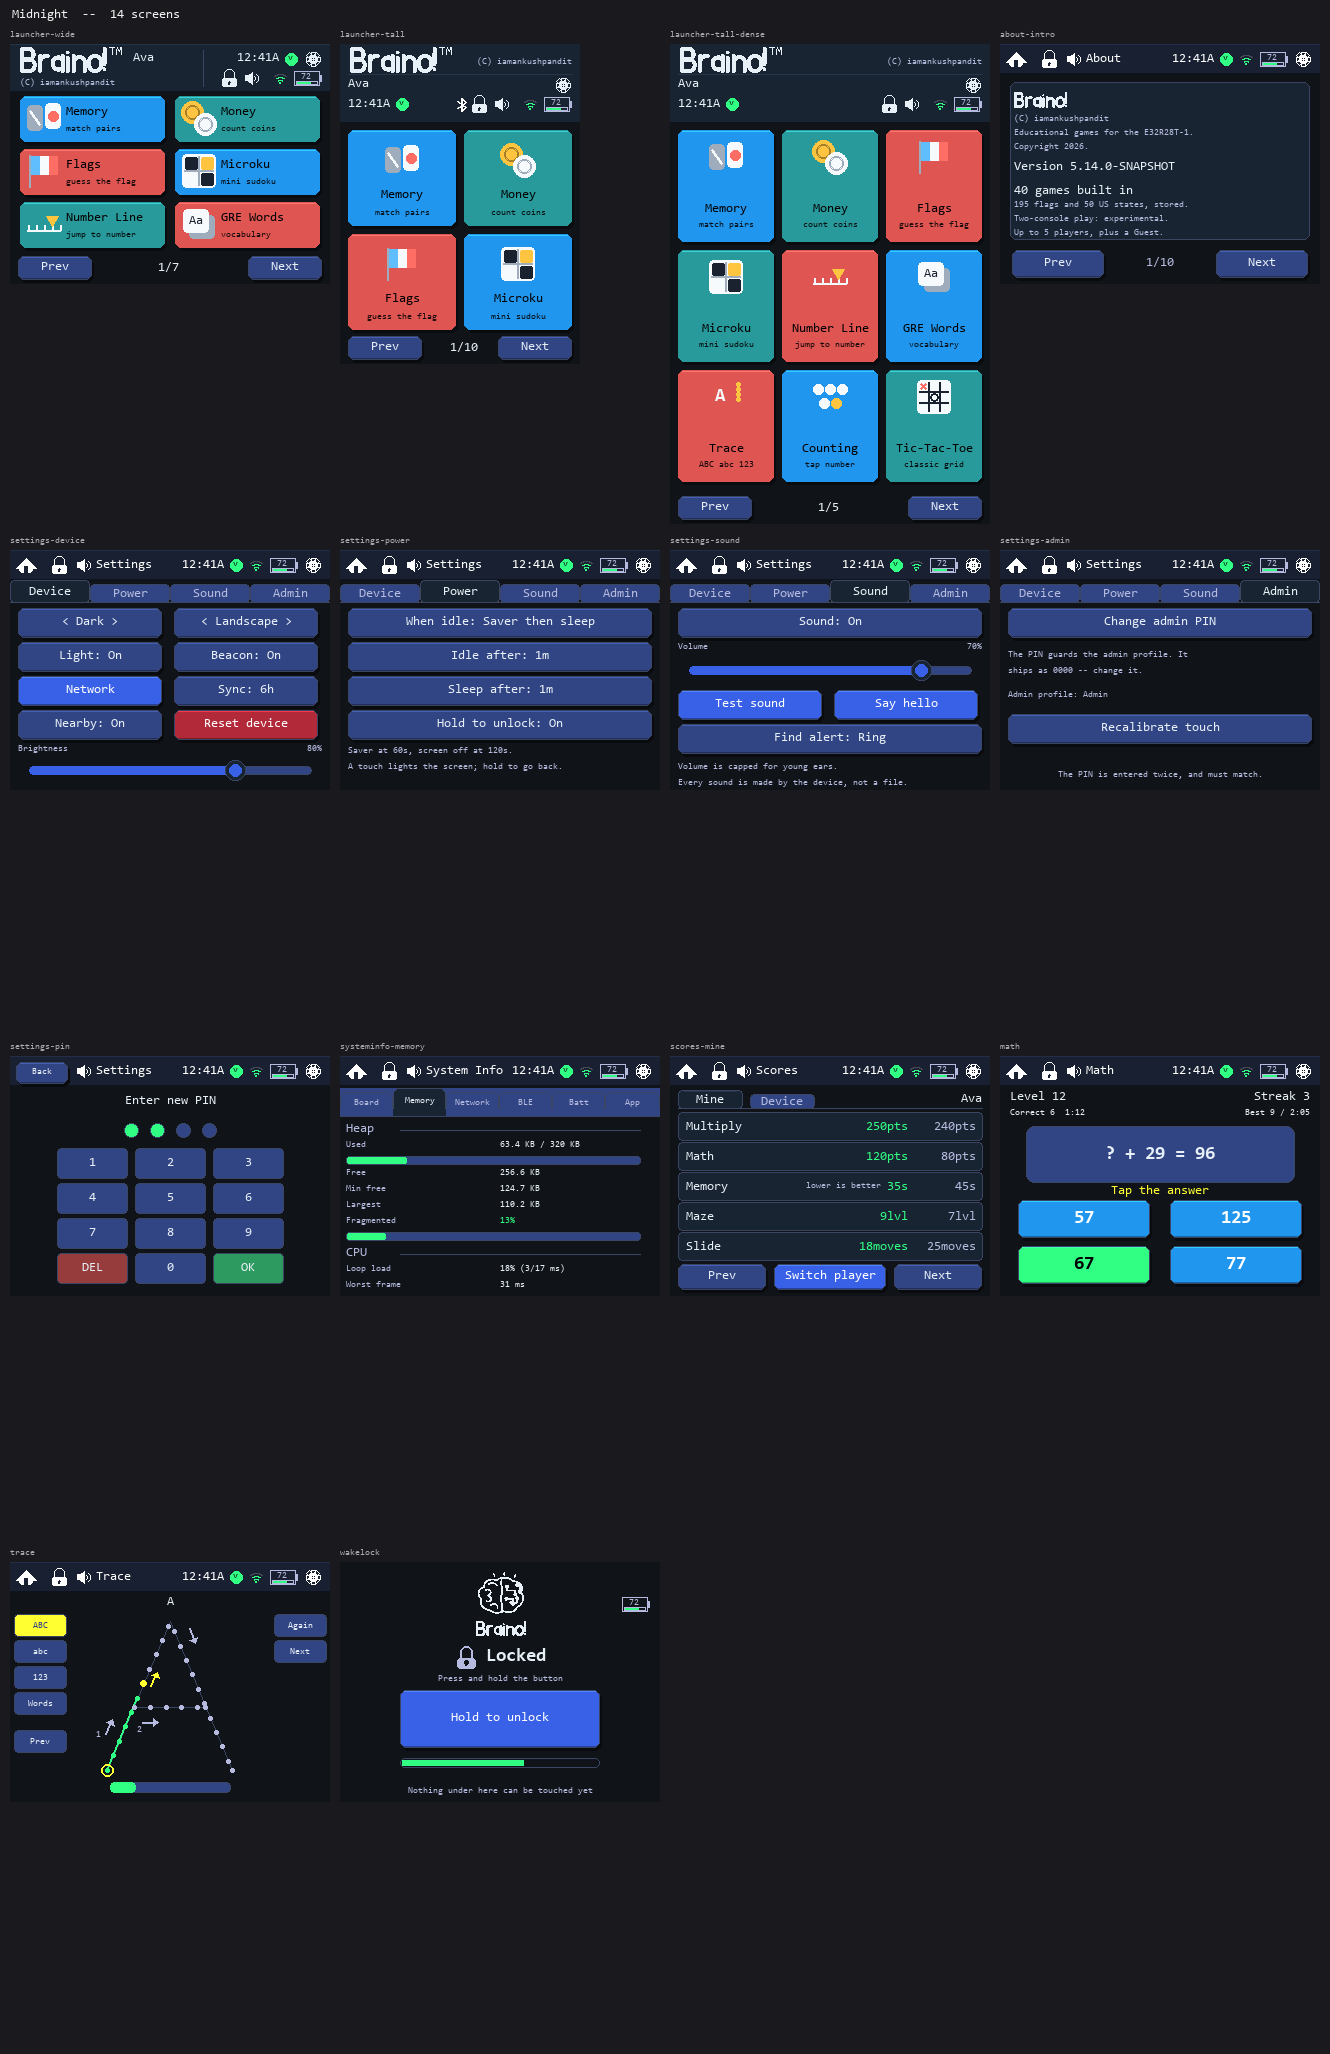 Midnight -- 14 screens
launcher-wide
Braino!™ Ava 12:41A V
(C) iamankushpandit 72
Memory
match pairs
Money
count coins
Flags
guess the flag
Microku
mini sudoku
Number Line
jump to number
Aa
GRE Words
vocabulary
Prev 1/7 Next
launcher-tall
Braino!™ (C) iamankushpandit
Ava
12:41A V 72
Memory
match pairs
Money
count coins
Flags
guess the flag
Microku
mini sudoku
Prev 1/10 Next
launcher-tall-dense
Braino!™ (C) iamankushpandit
Ava
12:41A V 72
Memory
match pairs
Money
count coins
Flags
guess the flag
Microku
mini sudoku
Number Line
jump to number
Aa
GRE Words
vocabulary
A
Trace
ABC abc 123
Counting
tap number
Tic-Tac-Toe
classic grid
Prev 1/5 Next
about-intro
About 12:41A V 72
Braino!
(C) iamankushpandit
Educational games for the E32R28T-1.
Copyright 2026.
Version 5.14.0-SNAPSHOT
40 games built in
195 flags and 50 US states, stored.
Two-console play: experimental.
Up to 5 players, plus a Guest.
Prev 1/10 Next
settings-device
Settings 12:41A V 72
Device Power Sound Admin
< Dark > < Landscape >
Light: On Beacon: On
Network Sync: 6h
Nearby: On Reset device
Brightness 80%
settings-power
Settings 12:41A V 72
Device Power Sound Admin
When idle: Saver then sleep
Idle after: 1m
Sleep after: 1m
Hold to unlock: On
Saver at 60s, screen off at 120s.
A touch lights the screen; hold to go back.
settings-sound
Settings 12:41A V 72
Device Power Sound Admin
Sound: On
Volume 70%
Test sound Say hello
Find alert: Ring
Volume is capped for young ears.
Every sound is made by the device, not a file.
settings-admin
Settings 12:41A V 72
Device Power Sound Admin
Change admin PIN
The PIN guards the admin profile. It
ships as 0000 -- change it.
Admin profile: Admin
Recalibrate touch
The PIN is entered twice, and must match.
settings-pin
Back Settings 12:41A V 72
Enter new PIN
1 2 3
4 5 6
7 8 9
DEL 0 OK
systeminfo-memory
System Info 12:41A V 72
Board Memory Network BLE Batt App
Heap
Used 63.4 KB / 320 KB
Free 256.6 KB
Min free 124.7 KB
Largest 110.2 KB
Fragmented 13%
CPU
Loop load 18% (3/17 ms)
Worst frame 31 ms
scores-mine
Scores 12:41A V 72
Mine Device Ava
Multiply 250pts 240pts
Math 120pts 80pts
Memory lower is better 35s 45s
Maze 9lvl 7lvl
Slide 18moves 25moves
Prev Switch player Next
math
Math 12:41A V 72
Level 12 Streak 3
Correct 6 1:12 Best 9 / 2:05
? + 29 = 96
Tap the answer
57 125
67 77
trace
Trace 12:41A V 72
A
ABC Again
abc Next
123
Words
1 2
Prev
wakelock
72
Braino!
Locked
Press and hold the button
Hold to unlock
Nothing under here can be touched yet